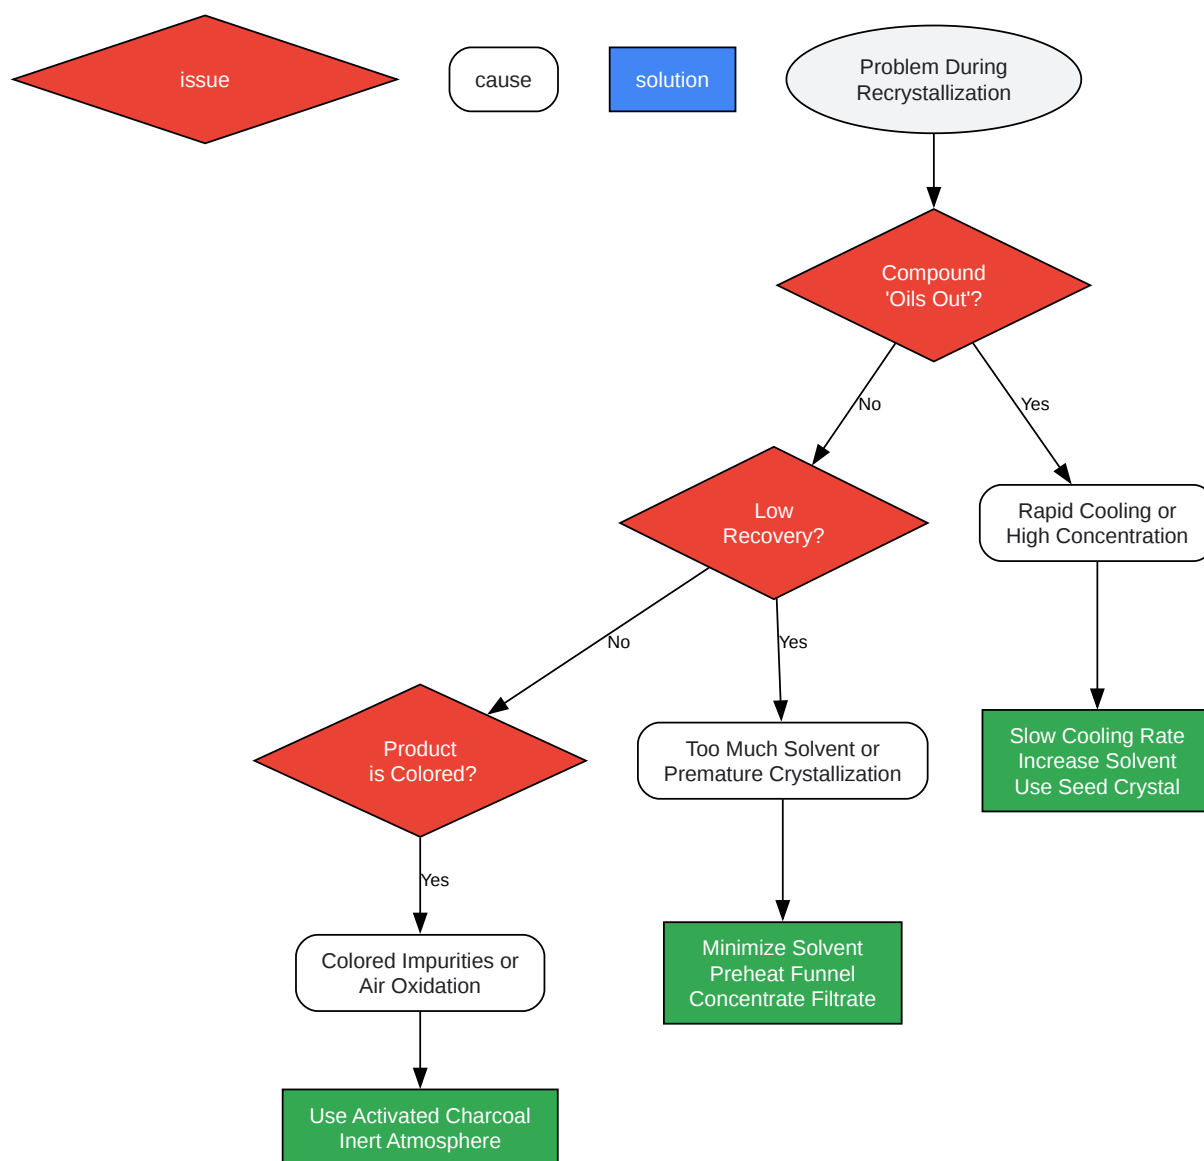 issue
cause
solution
Problem During
Recrystallization
Compound
'Oils Out'?
No
Yes
Low
Recovery?
Rapid Cooling or
High Concentration
No
Yes
Product
is Colored?
Too Much Solvent or
Premature Crystallization
Slow Cooling Rate
Increase Solvent
Use Seed Crystal
Yes
Colored Impurities or
Air Oxidation
Minimize Solvent
Preheat Funnel
Concentrate Filtrate
Use Activated Charcoal
Inert Atmosphere